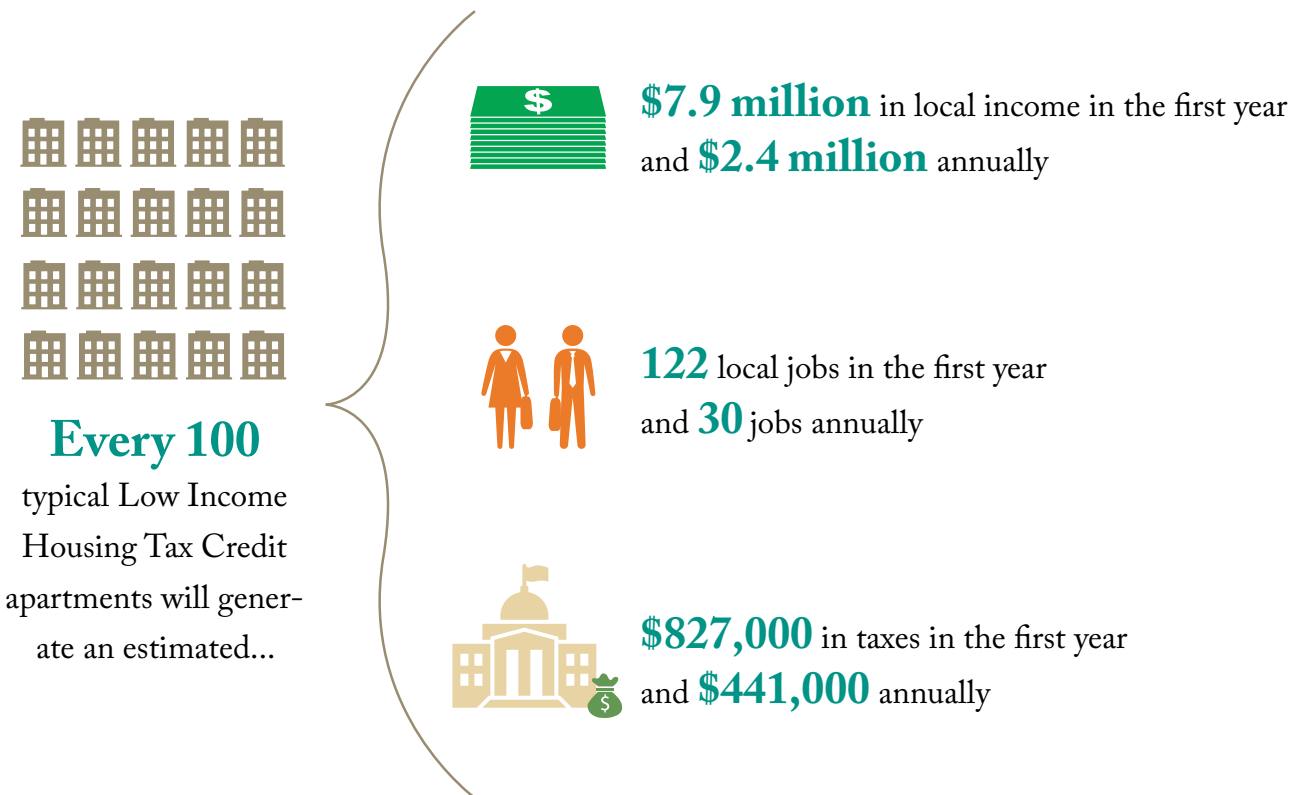 Every 100
typical Low Income
Housing Tax Credit
apartments will gener-
ate an estimated...
$
$7.9 million in local income in the first year
and $2.4 million annually
122 local jobs in the first year
and 30 jobs annually
$
$827,000 in taxes in the first year
and $441,000 annually